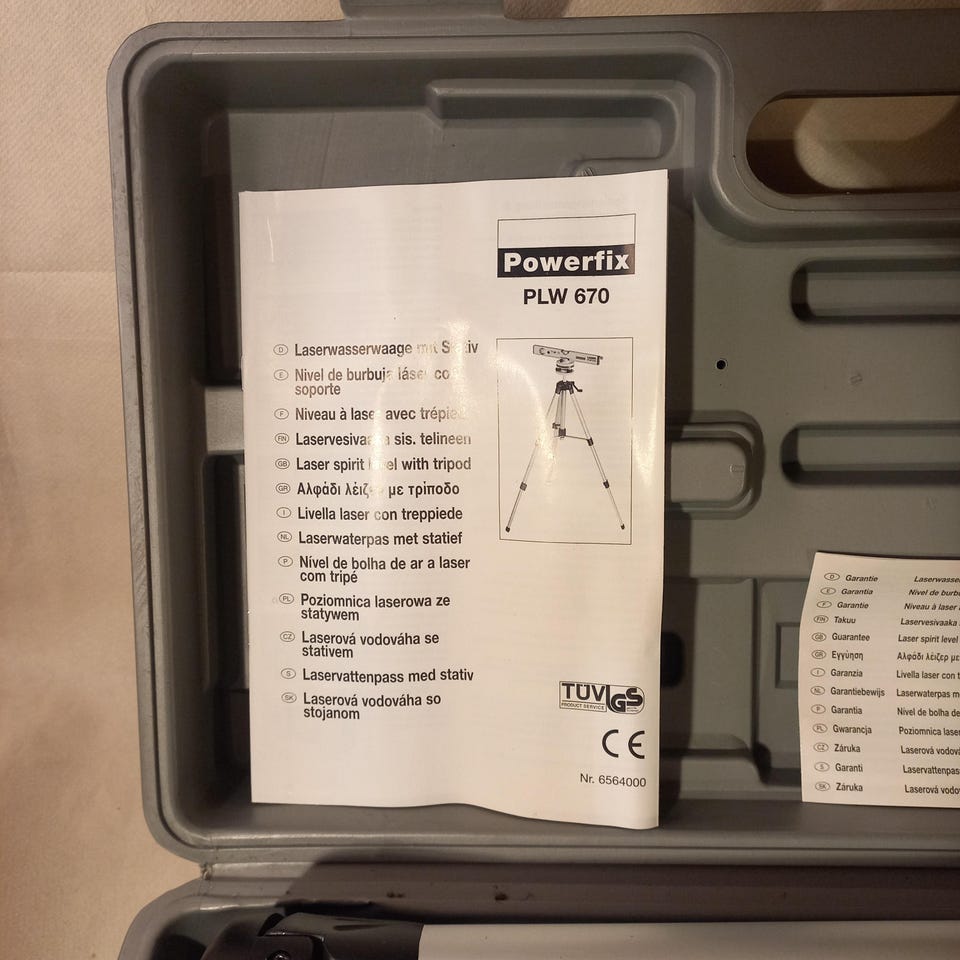 Powerfix
PLW 670
D Laserwasserwaage mit Stativ
E Nivel de burbuja láser co
soporte
F Niveau à laser avec trépied
FIN Laservesivaaka sis. telineen
GB Laser spirit level with tripod
GR Αλφάδι λέιζερ με τρίποδο
I Livella laser con treppiede
NL Laserwaterpas met statief
P Nível de bolha de ar a laser
com tripé
PL Poziomnica laserowa ze
statywem
CZ Laserová vodováha se
stativem
S Laservattenpass med stativ
SK Laserová vodováha so
stojanom
TÜV GS
PRODUCT SERVICE
CE
Nr. 6564000
D Garantie Laserwasser
E Garantia Nivel de burbu
F Garantie Niveau à laser
FIN Takuu Laservesivaaka
GB Guarantee Laser spirit level
GR Εγγύηση Αλφάδι λέιζερ με
I Garanzia Livella laser con t
NL Garantiebewijs Laserwaterpas m
P Garantia Nível de bolha de
PL Gwarancja Poziomnica laser
CZ Záruka Laserová vodová
S Garanti Laservattenpass
SK Záruka Laserová vodov